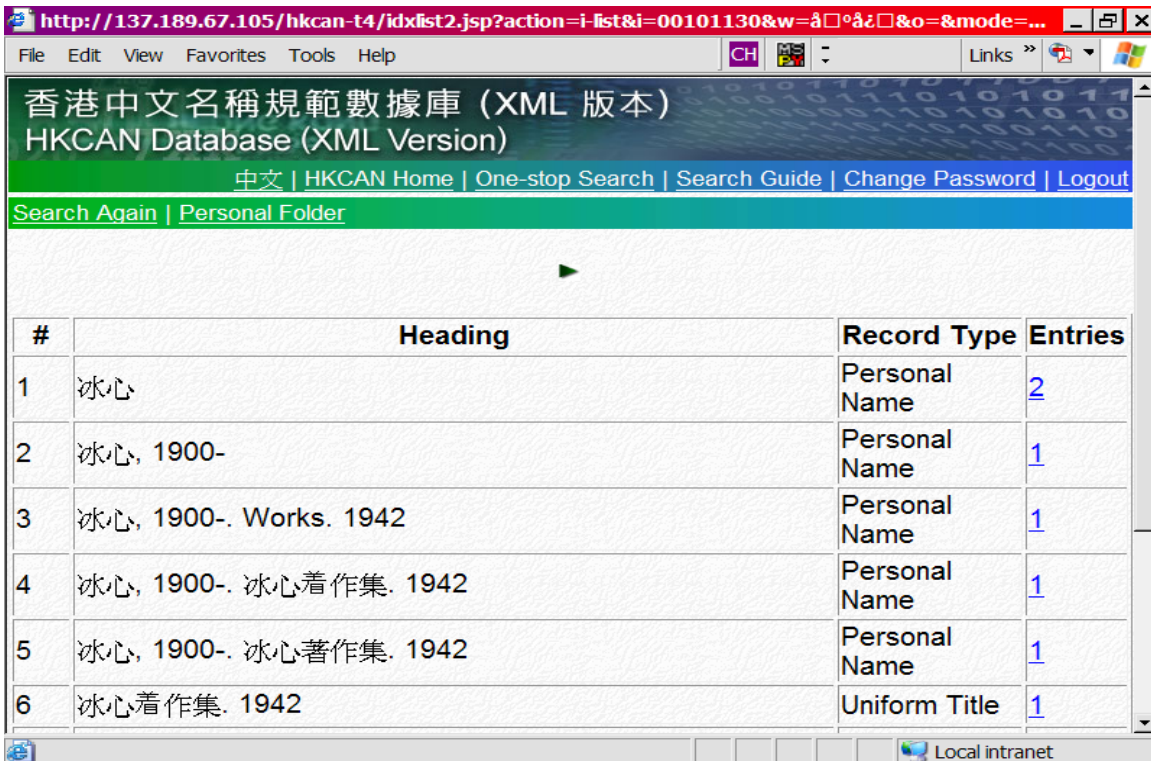 http://137.189.67.105/hkcan-t4/idxlist2.jsp?action=i-list&i=00101130&w=å□ºå¿□&o=&mode=...
File Edit View Favorites Tools Help CH Links »
香港中文名稱規範數據庫 (XML 版本)
HKCAN Database (XML Version)
中文 | HKCAN Home | One-stop Search | Search Guide | Change Password | Logout
Search Again | Personal Folder
# Heading Record Type Entries
1 冰心 Personal Name 2
2 冰心, 1900- Personal Name 1
3 冰心, 1900-. Works. 1942 Personal Name 1
4 冰心, 1900-. 冰心着作集. 1942 Personal Name 1
5 冰心, 1900-. 冰心著作集. 1942 Personal Name 1
6 冰心着作集. 1942 Uniform Title 1
Local intranet